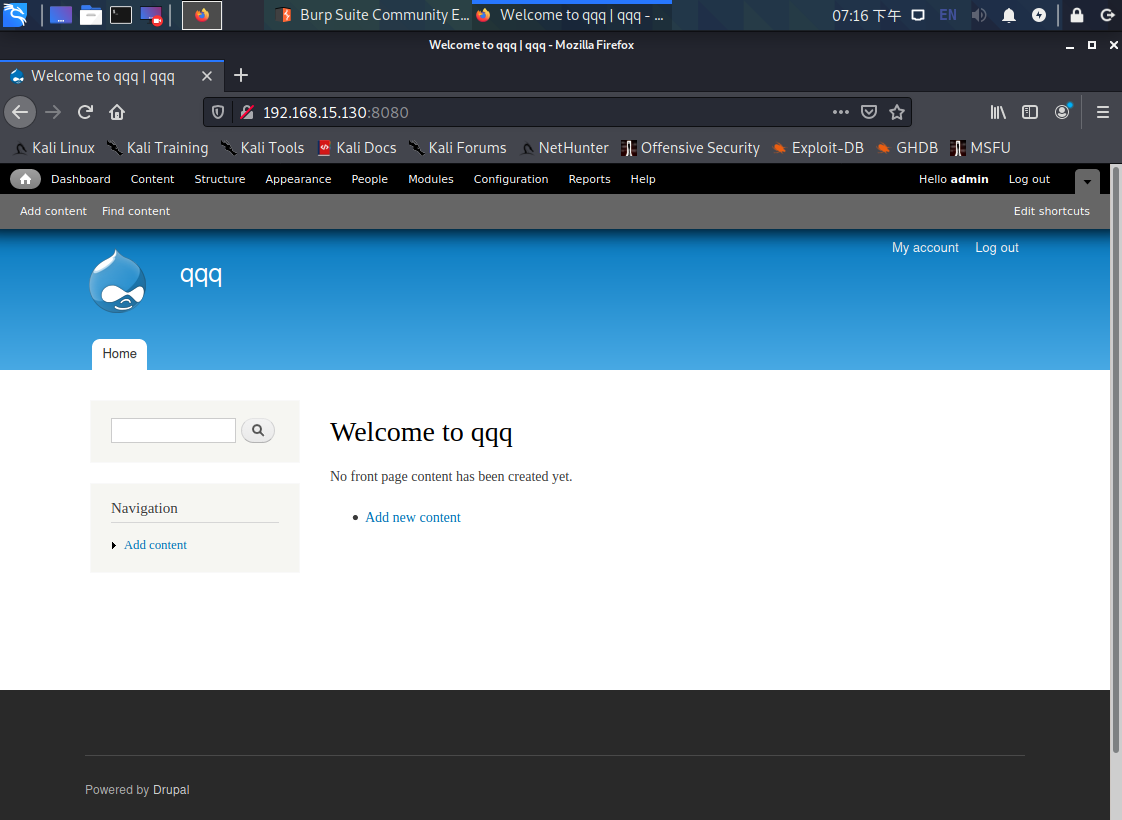 Burp Suite Community E... Welcome to qqq | qqq - ... 07:16 下午 EN
Welcome to qqq | qqq - Mozilla Firefox
Welcome to qqq | qqq
192.168.15.130:8080
Kali Linux Kali Training Kali Tools Kali Docs Kali Forums NetHunter Offensive Security Exploit-DB GHDB MSFU
Dashboard Content Structure Appearance People Modules Configuration Reports Help Hello admin Log out
Add content Find content Edit shortcuts
My account Log out
qqq
Home
Welcome to qqq
No front page content has been created yet.
Add new content
Navigation
Add content
Powered by Drupal